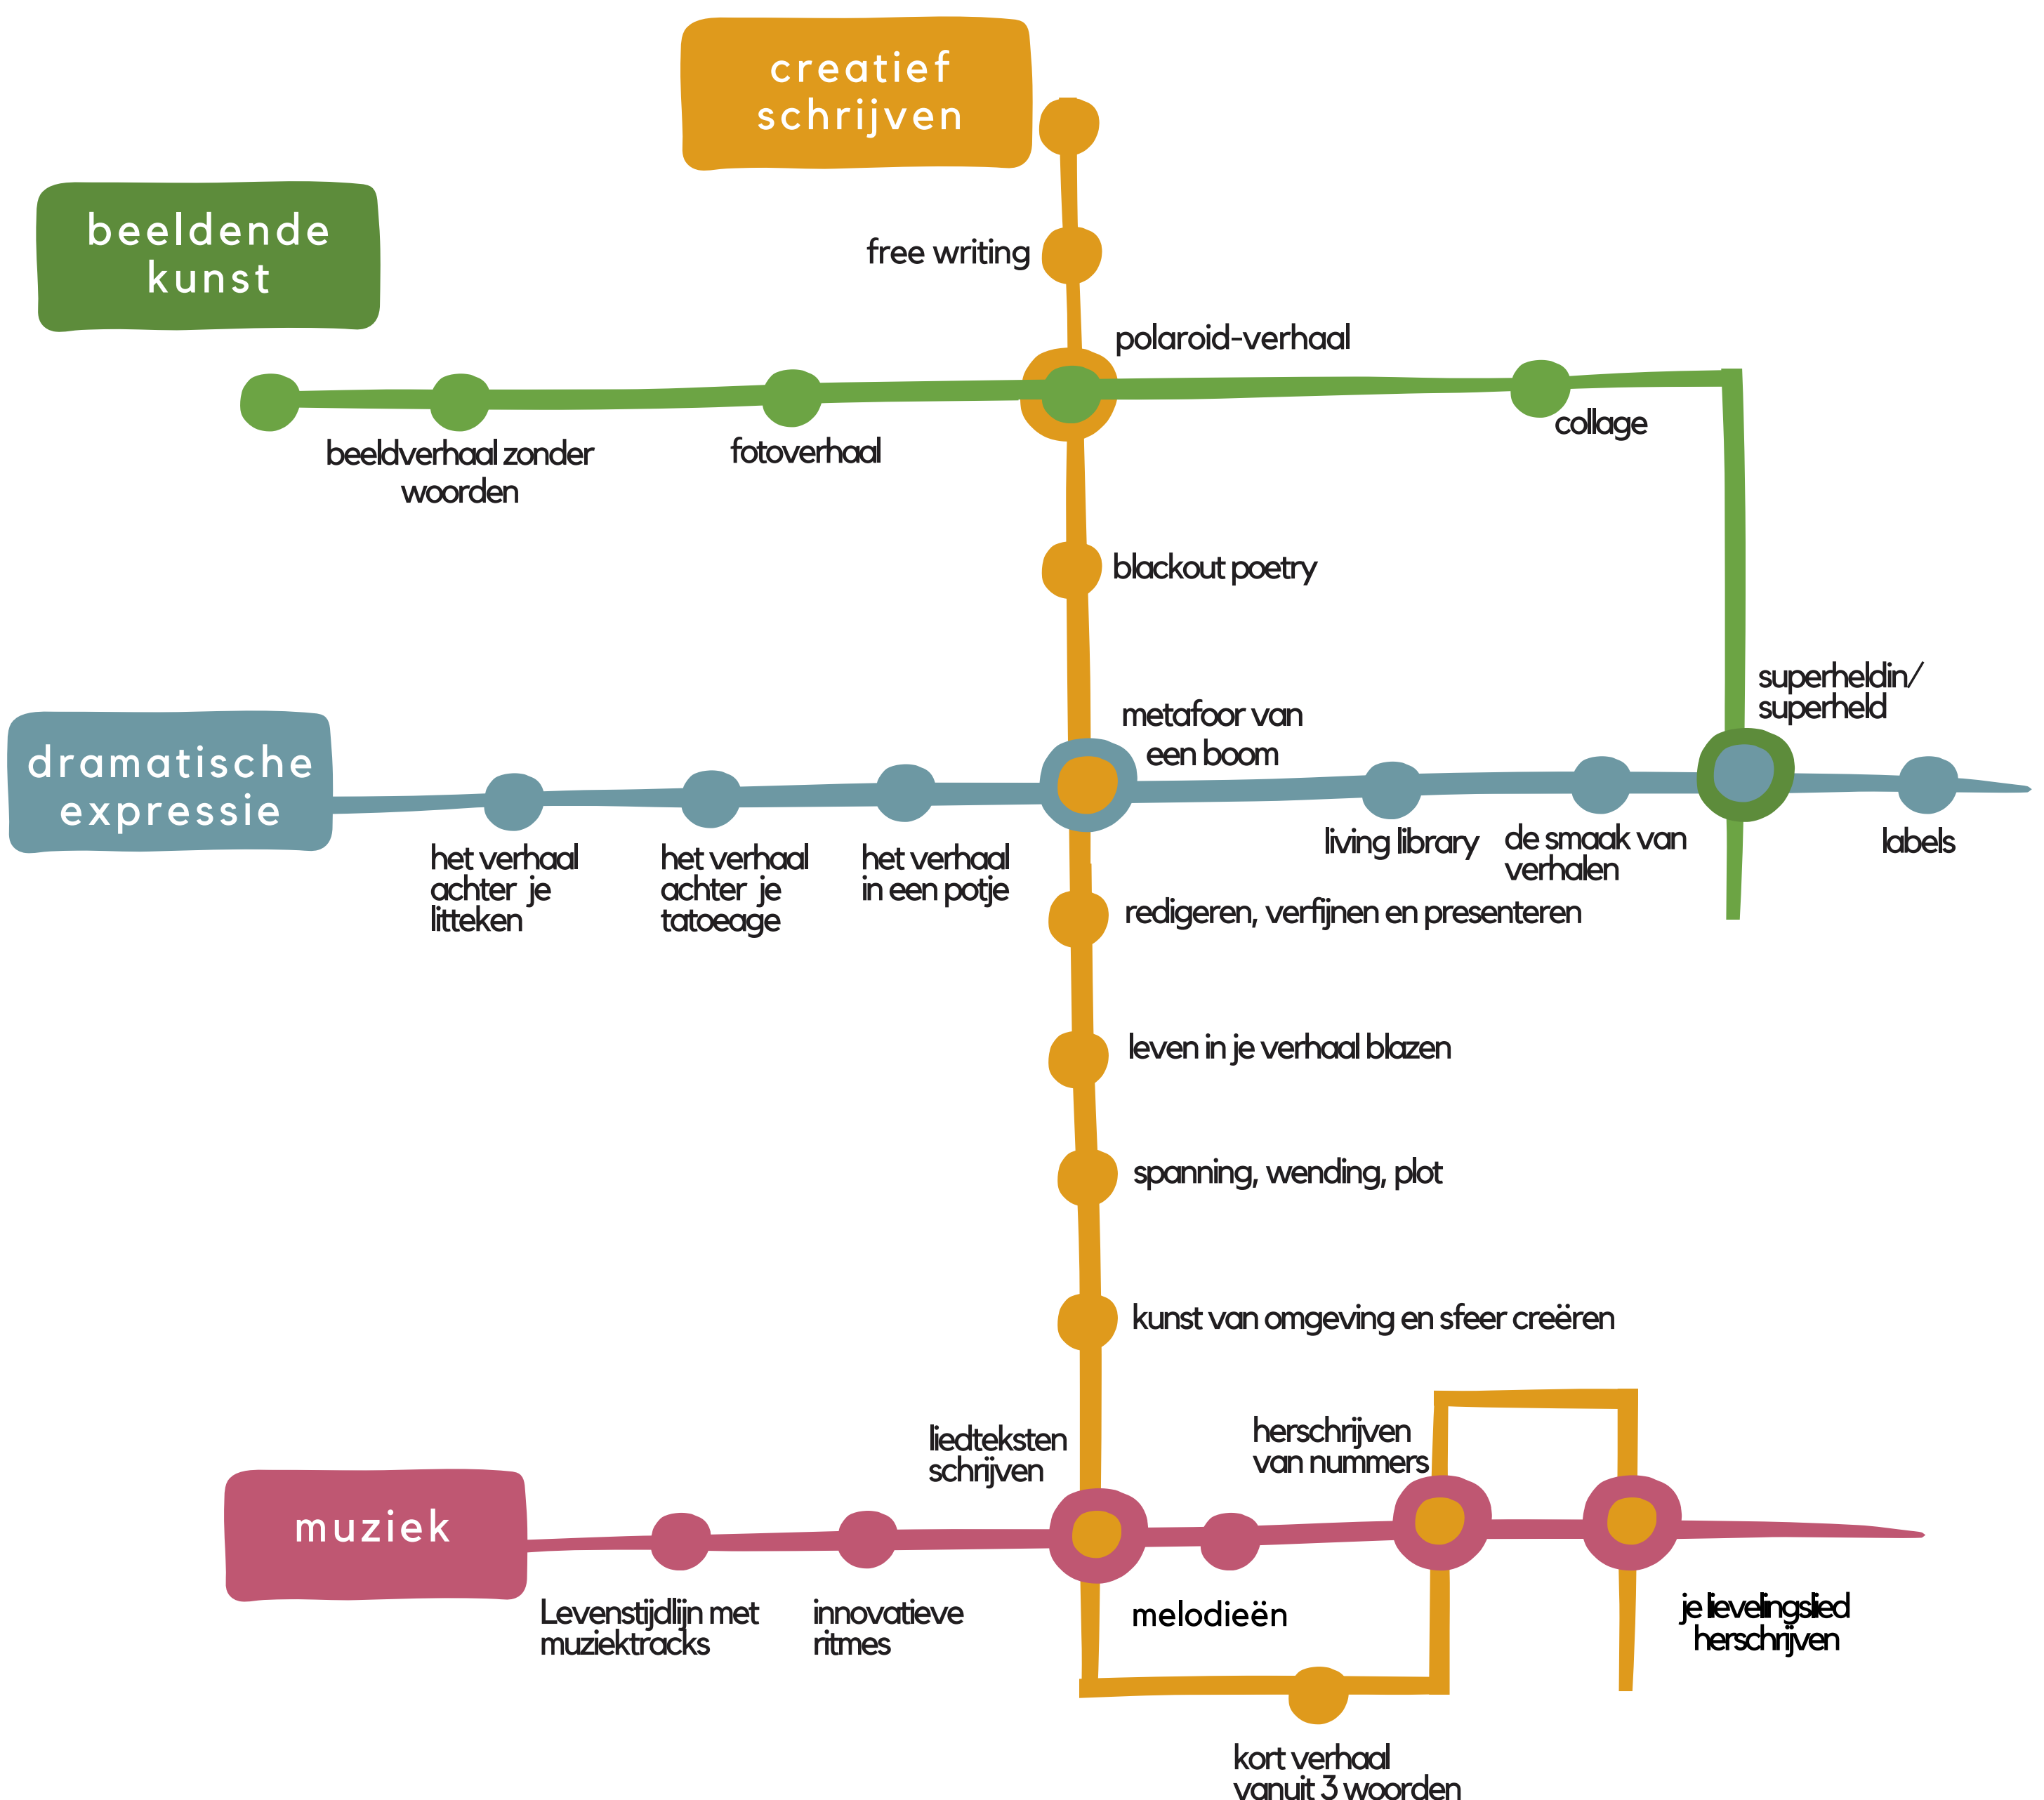 creatief
schrijven
beeldende
kunst
free writing
polaroid-verhaal
collage
beeldverhaal zonder
woorden
fotoverhaal
blackout poetry
superheldin/
superheld
metafoor van
een boom
dramatische
expressie
living library
de smaak van
verhalen
labels
het verhaal
achter je
litteken
het verhaal
achter je
tatoeage
het verhaal
in een potje
redigeren, verfijnen en presenteren
leven in je verhaal blazen
spanning, wending, plot
kunst van omgeving en sfeer creëren
liedteksten
schrijven
herschrijven
van nummers
muziek
Levenstijdlijn met
muziektracks
innovatieve
ritmes
melodieën
je lievelingslied
herschrijven
kort verhaal
vanuit 3 woorden